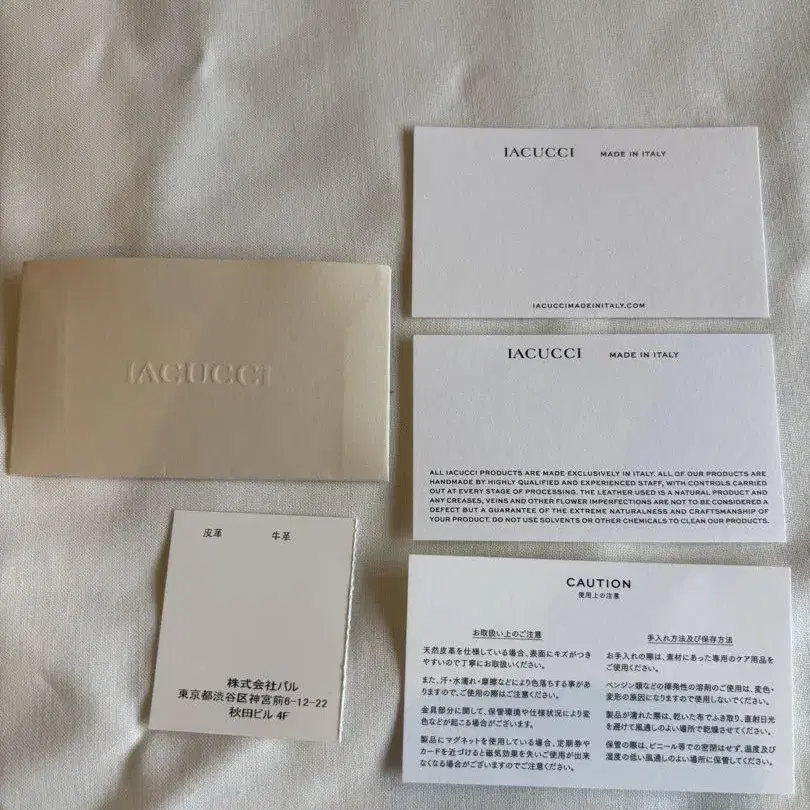 IACUCCI MADE IN ITALY
IACUCCIMADEINITALY.COM
IACUCCI
IACUCCI MADE IN ITALY
ALL IACUCCI PRODUCTS ARE MADE EXCLUSIVELY IN ITALY. ALL OF OUR PRODUCTS ARE
HANDMADE BY HIGHLY QUALIFIED AND EXPERIENCED STAFF, WITH CONTROLS CARRIED
OUT AT EVERY STAGE OF PROCESSING. THE LEATHER USED IS A NATURAL PRODUCT AND
ANY CREASES, VEINS AND OTHER FLOWER IMPERFECTIONS ARE NOT TO BE CONSIDERED A
DEFECT BUT A GUARANTEE OF THE EXTREME NATURALNESS AND CRAFTSMANSHIP OF
YOUR PRODUCT. DO NOT USE SOLVENTS OR OTHER CHEMICALS TO CLEAN OUR PRODUCTS.
皮革 牛革
株式会社パル
東京都渋谷区神宮前6-12-22
秋田ビル 4F
CAUTION
使用上の注意
お取扱い上のご注意
天然皮革を仕様している場合、表面にキズがつき
やすいので丁寧にお取扱いください。
また、汗・水濡れ・摩擦などにより色落ちする事があ
りますので、ご使用の際はご注意ください。
金具部分に関して、保管環境や仕様状況により変
色などが起こる場合がございます。
製品にマグネットを使用している場合、定期券や
カードを近づけると磁気効果を失いご使用が出来
なくなる場合がございますのでご注意ください。
手入れ方法及び保存方法
お手入れの際は、素材にあった専用のケア用品を
ご使用ください。
ベンジン類などの揮発性の溶剤のご使用は、変色・
変形の原因になりますので使用しないでください。
製品が濡れた際は、乾いた布でふき取り、直射日光
を避けて風通しのよい場所で乾燥させてください。
保管の際は、ビニール等での密閉はせず、温度及び
湿度の低い風通しのよい場所に保管してください。